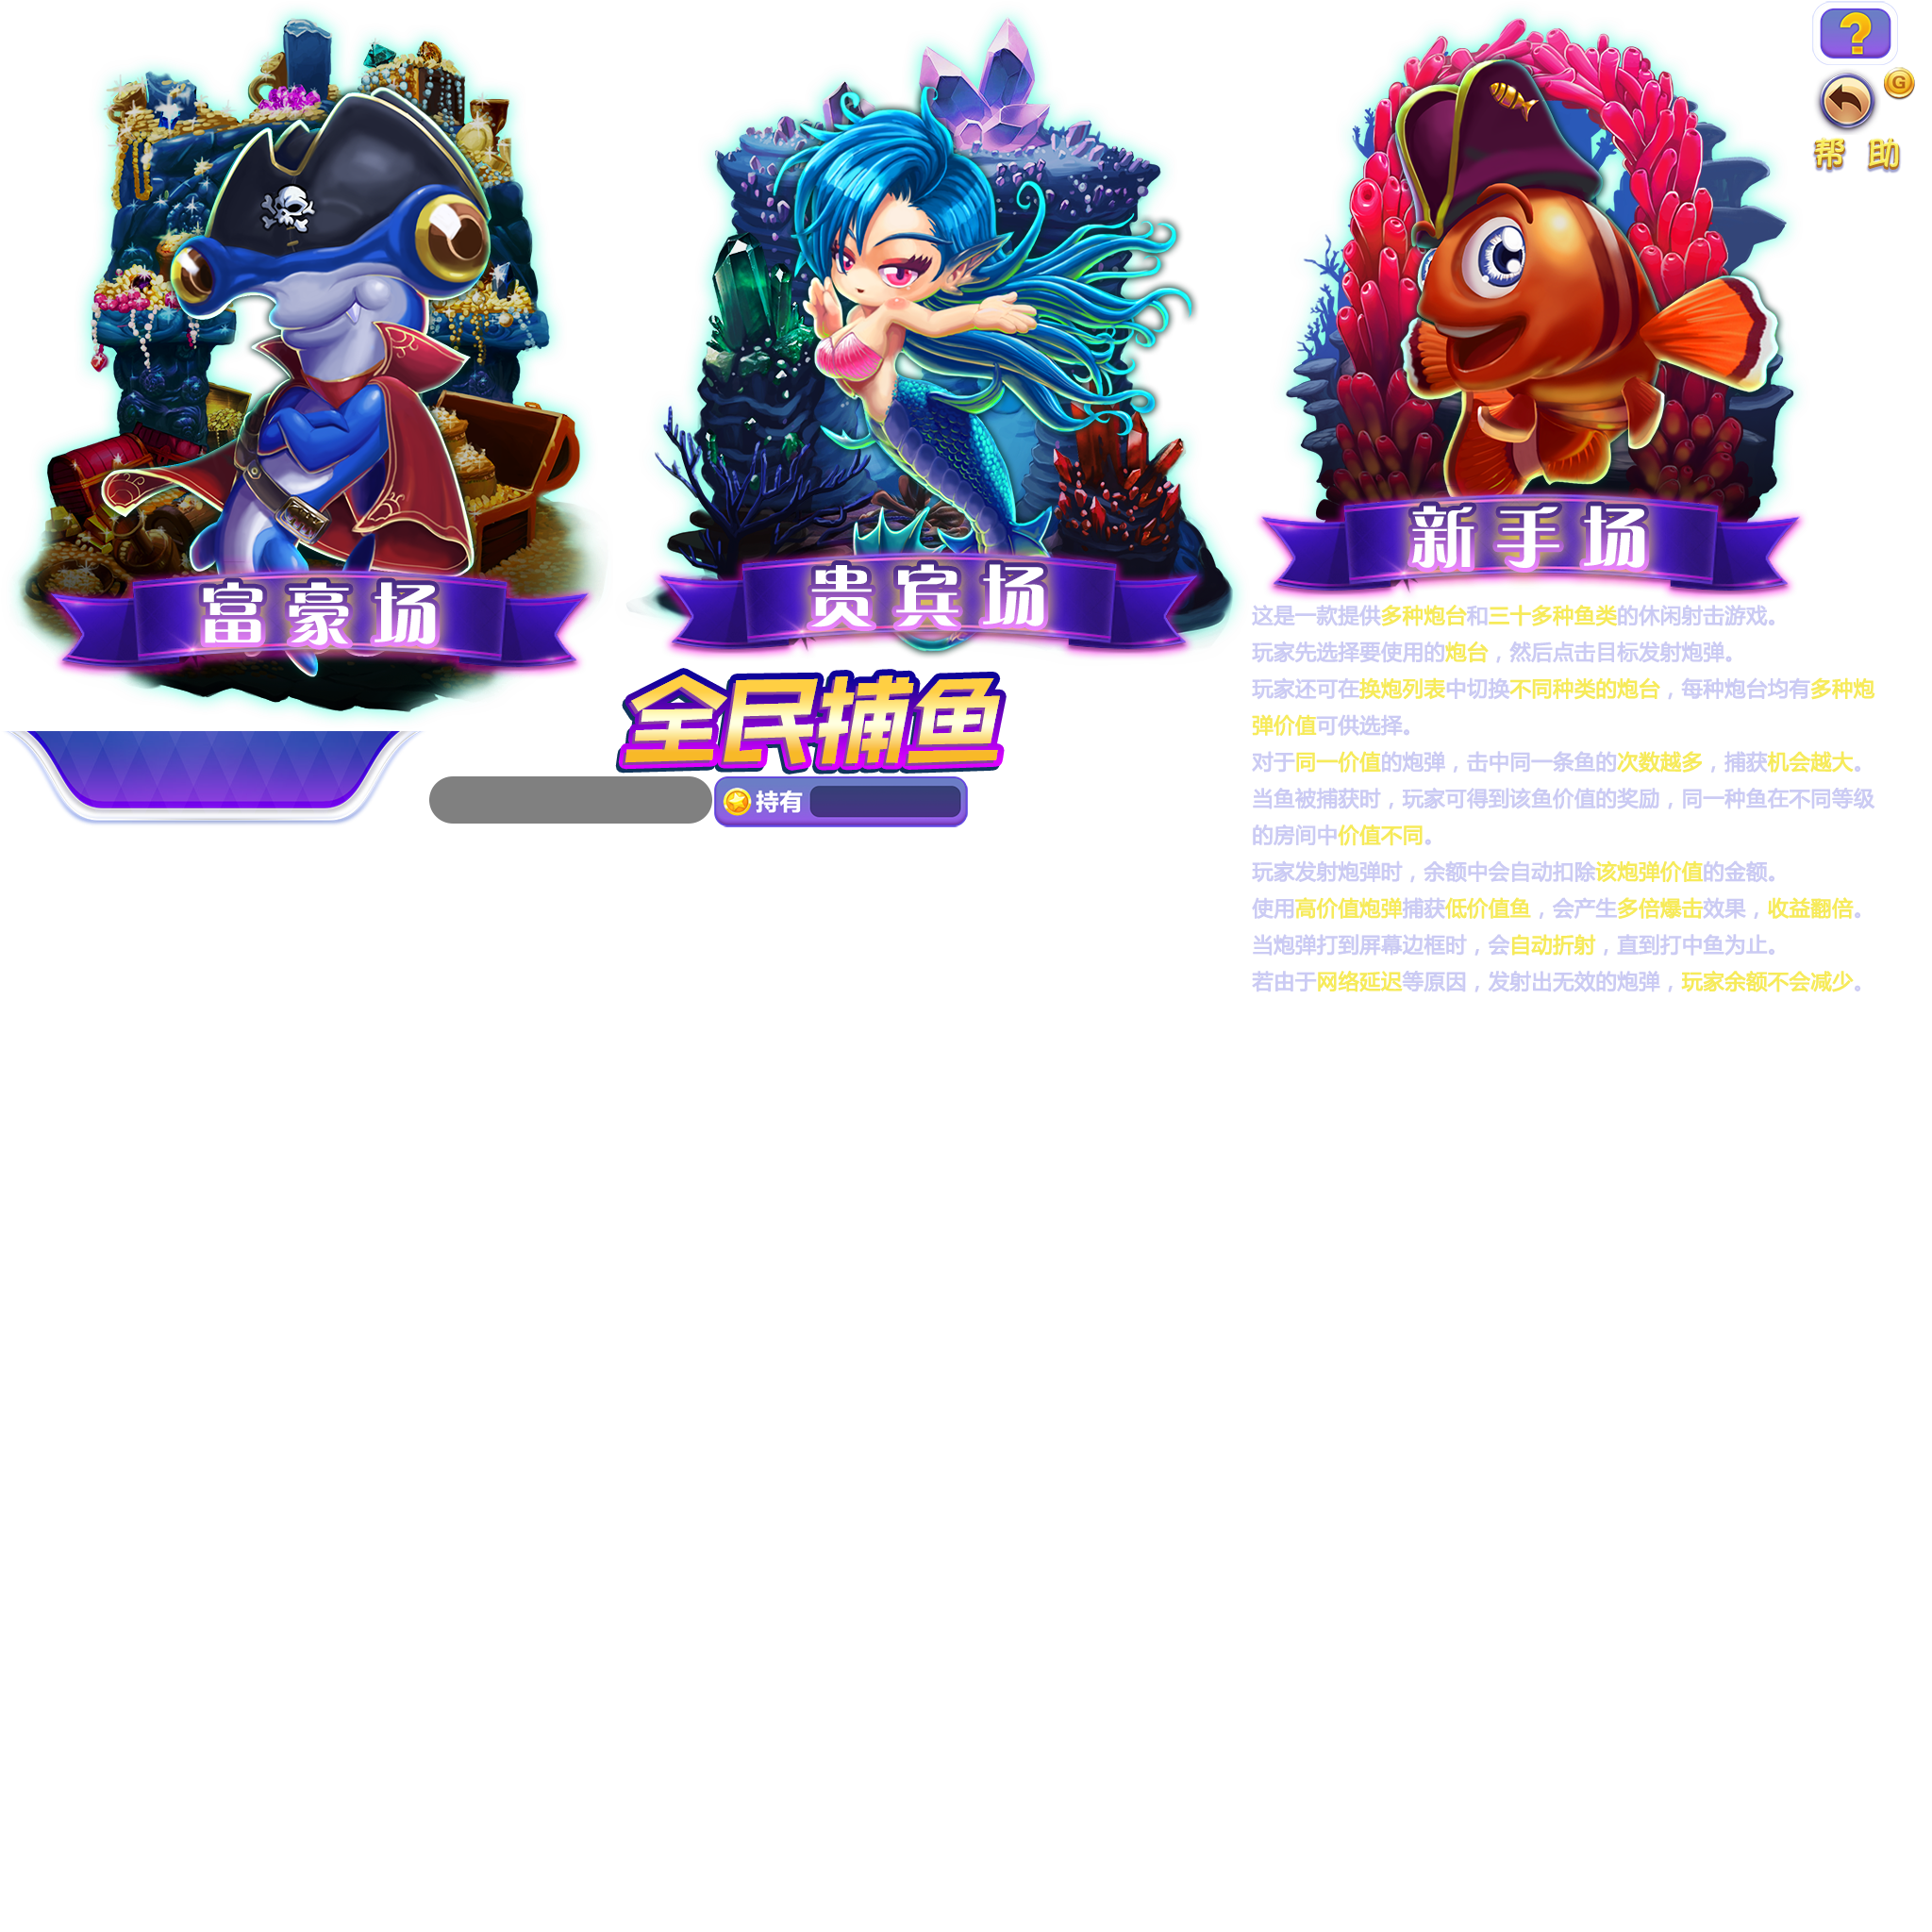 帮 助
G
富豪场
贵宾场
新手场
全民捕鱼
持有
这是一款提供多种炮台和三十多种鱼类的休闲射击游戏。
玩家先选择要使用的炮台，然后点击目标发射炮弹。
玩家还可在换炮列表中切换不同种类的炮台，每种炮台均有多种炮
弹价值可供选择。
对于同一价值的炮弹，击中同一条鱼的次数越多，捕获机会越大。
当鱼被捕获时，玩家可得到该鱼价值的奖励，同一种鱼在不同等级
的房间中价值不同。
玩家发射炮弹时，余额中会自动扣除该炮弹价值的金额。
使用高价值炮弹捕获低价值鱼，会产生多倍爆击效果，收益翻倍。
当炮弹打到屏幕边框时，会自动折射，直到打中鱼为止。
若由于网络延迟等原因，发射出无效的炮弹，玩家余额不会减少。